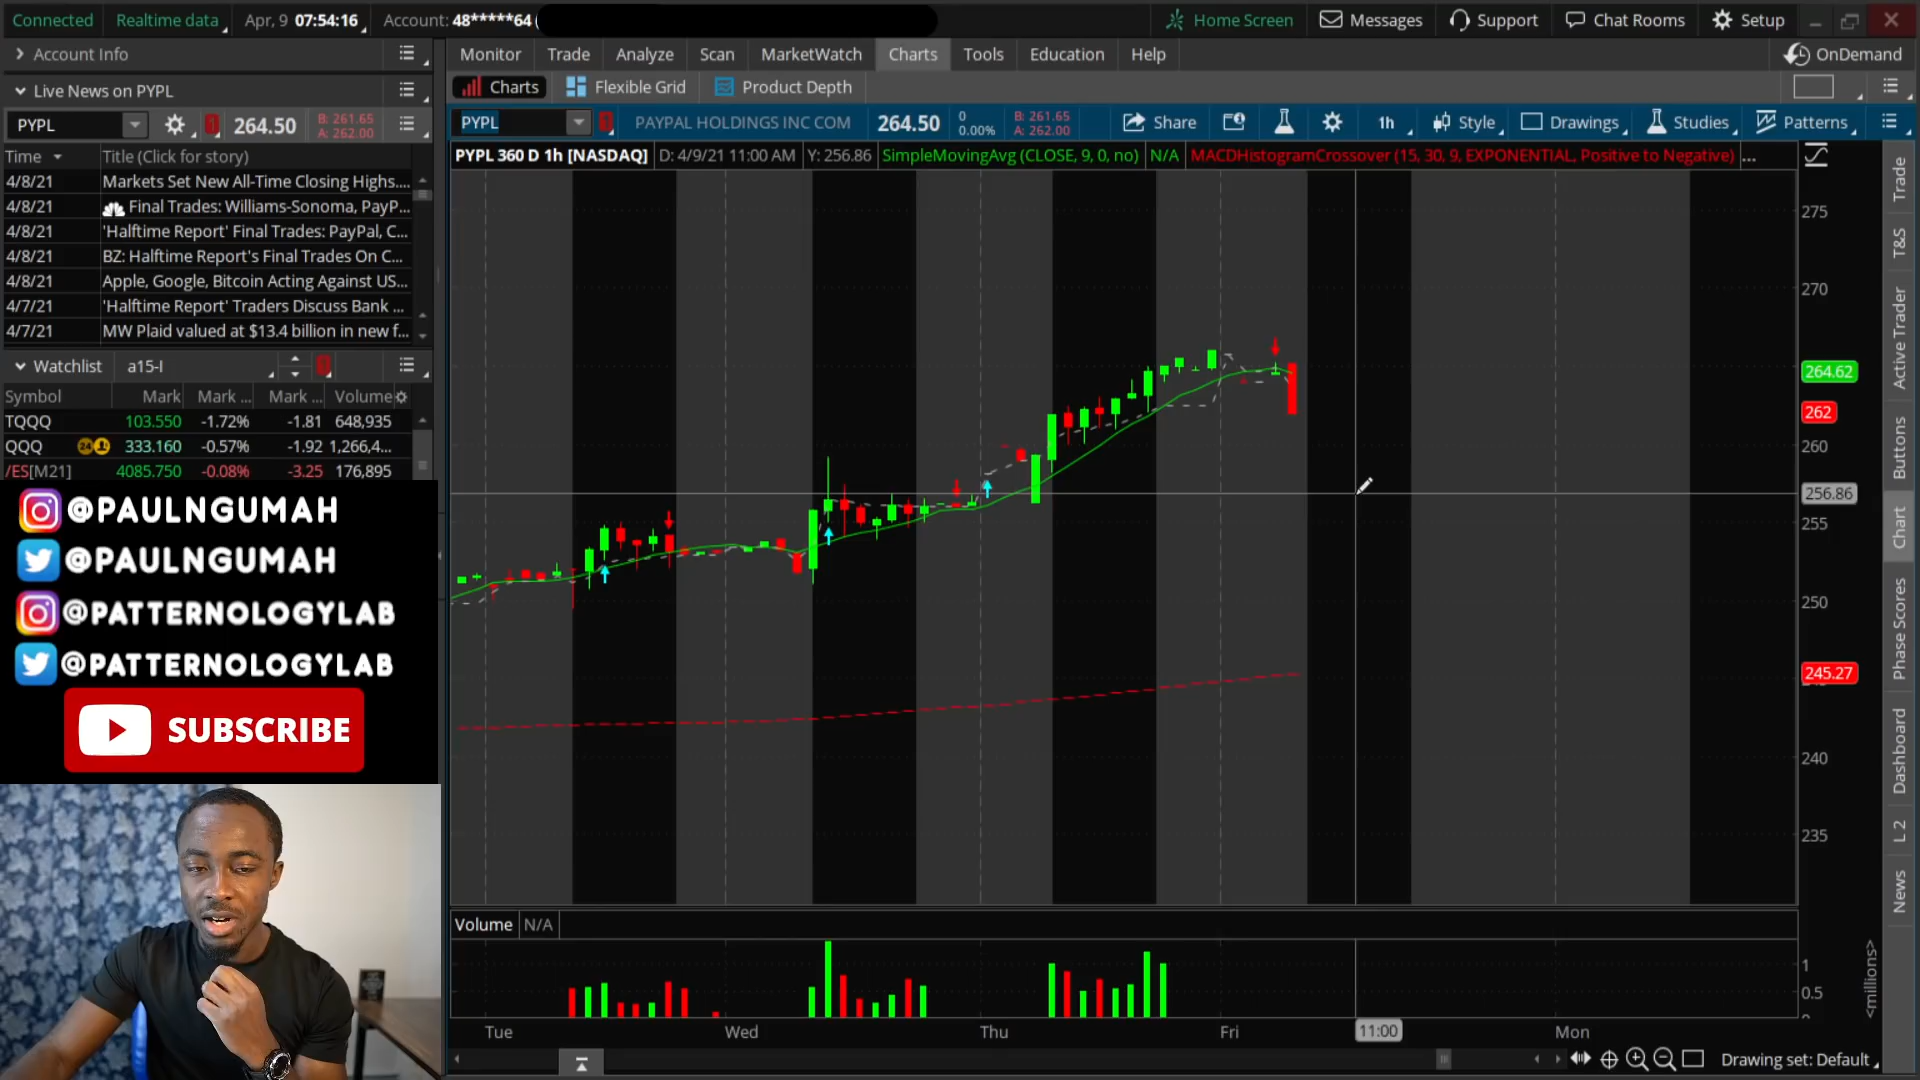 Connected Realtime data Apr, 9 07:54:16 Account: 48*****64 ( Home Screen Messages Support Chat Rooms Setup
Account Info
Monitor Trade Analyze Scan MarketWatch Charts Tools Education Help OnDemand
Live News on PYPL
Charts Flexible Grid Product Depth
PYPL 264.50 B: 261.65 A: 262.00
PYPL PAYPAL HOLDINGS INC COM 264.50 0 0.00% B: 261.65 A: 262.00 Share 1h Style Drawings Studies Patterns
Time Title (Click for story)
4/8/21 Markets Set New All-Time Closing Highs....
4/8/21 Final Trades: Williams-Sonoma, PayP...
4/8/21 'Halftime Report' Final Trades: PayPal, C...
4/8/21 BZ: Halftime Report's Final Trades On C...
4/8/21 Apple, Google, Bitcoin Acting Against US...
4/7/21 'Halftime Report' Traders Discuss Bank ...
4/7/21 MW Plaid valued at $13.4 billion in new f...
Watchlist a15-I
Symbol Mark Mark ... Mark ... Volume
TQQQ 103.550 -1.72% -1.81 648,935
QQQ 333.160 -0.57% -1.92 1,266,4...
/ES[M21] 4085.750 -0.08% -3.25 176,895
@PAULNGUMAH
@PAULNGUMAH
@PATTERNOLOGYLAB
@PATTERNOLOGYLAB
SUBSCRIBE
PYPL 360 D 1h [NASDAQ] D: 4/9/21 11:00 AM Y: 256.86 SimpleMovingAvg (CLOSE, 9, 0, no) N/A MACDHistogramCrossover (15, 30, 9, EXPONENTIAL, Positive to Negative) ...
275
270
264.62
262
260
256.86
255
250
245.27
240
235
Volume N/A
1
0.5
0
<millions>
Tue Wed Thu Fri 11:00 Mon
Drawing set: Default
Trade
T&S
Active Trader
Buttons
Chart
Phase Scores
Dashboard
L 2
News